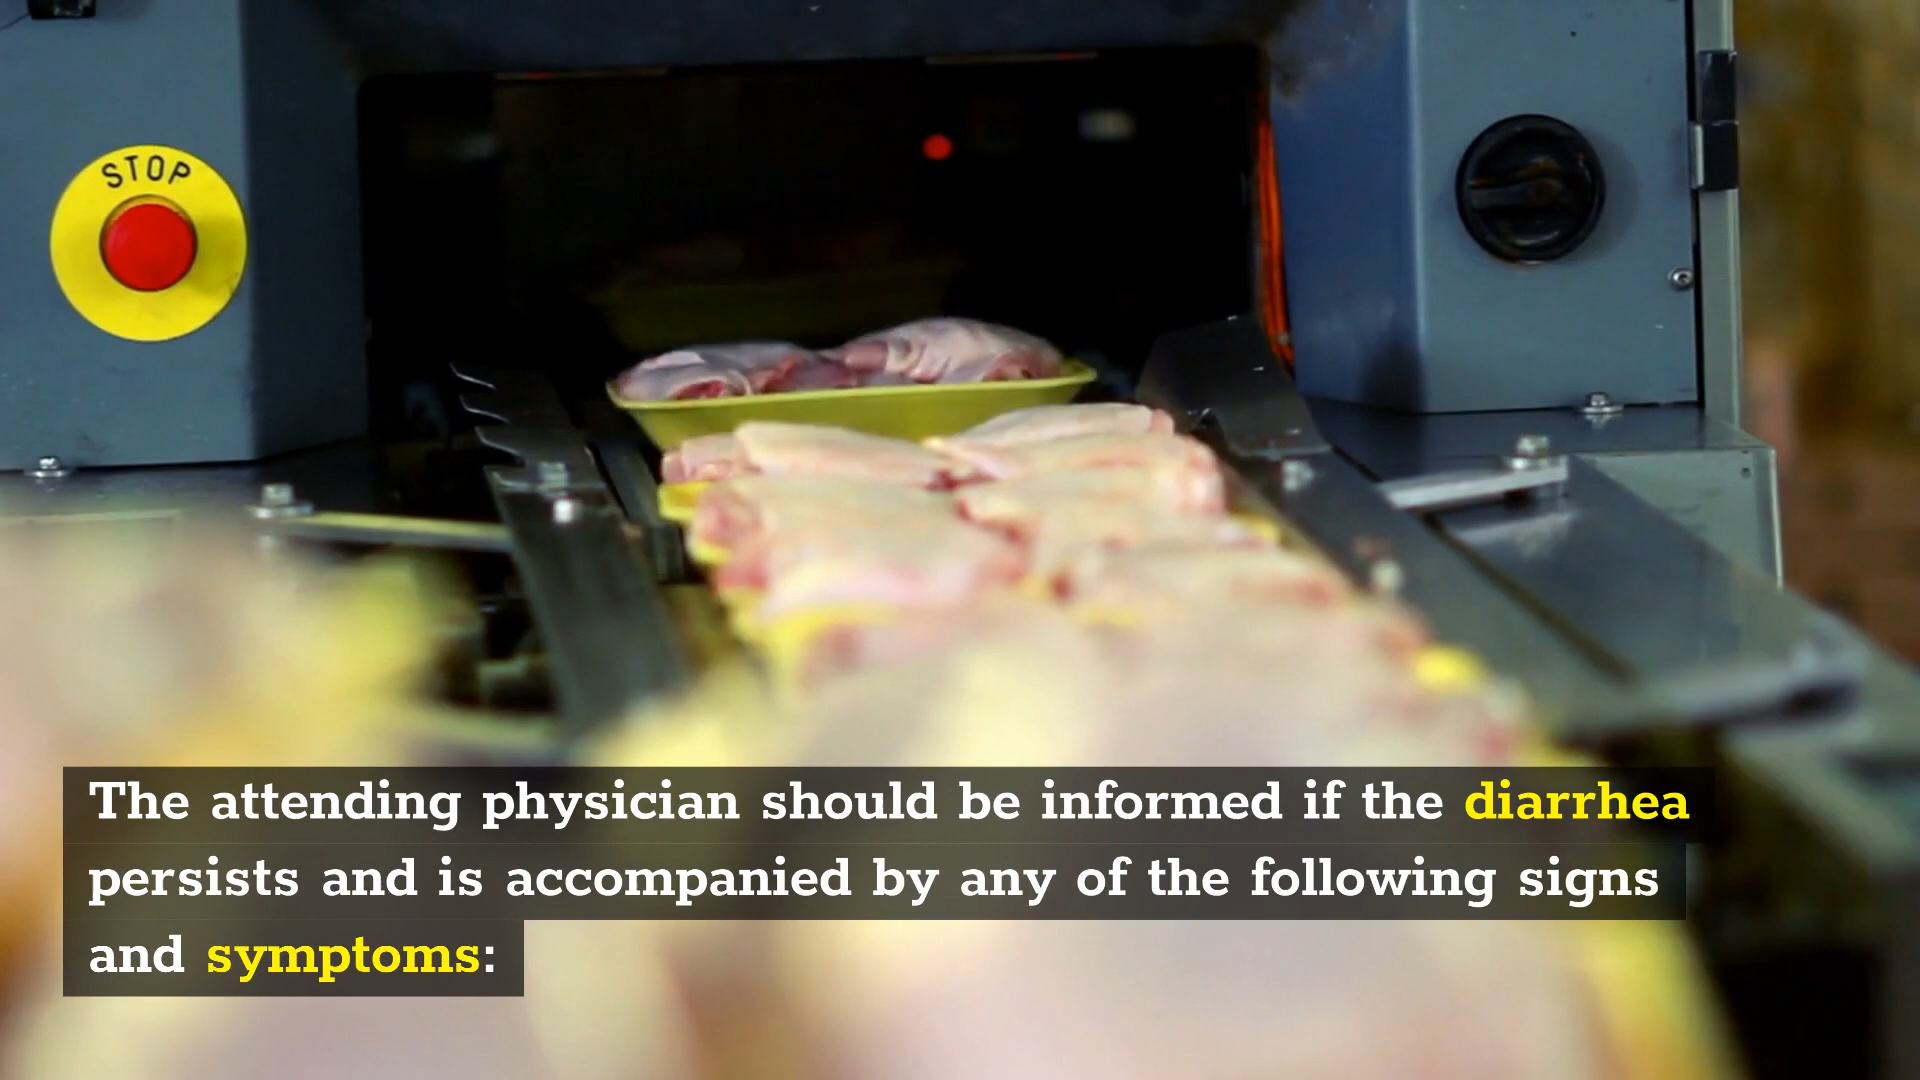 STOP
The attending physician should be informed if the diarrhea
persists and is accompanied by any of the following signs
and symptoms: